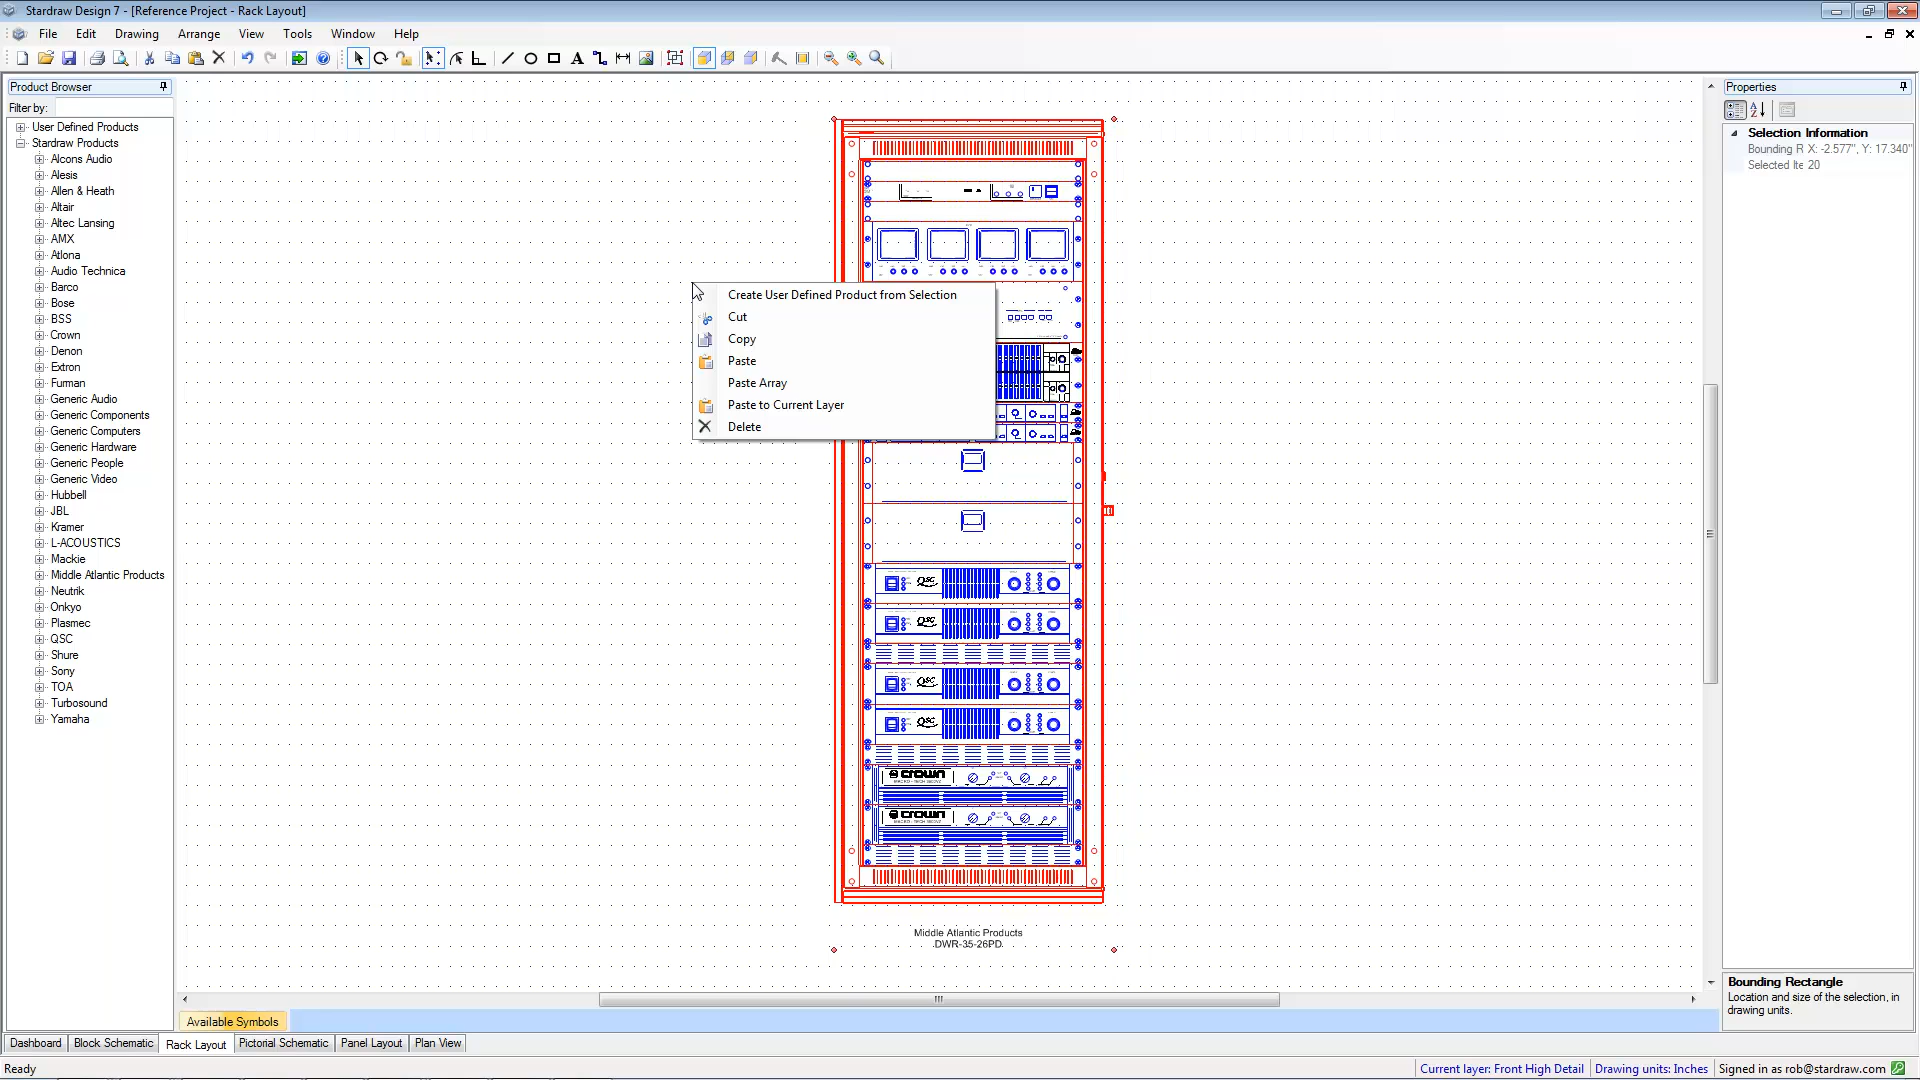 Stardraw Design 7 - [Reference Project - Rack Layout]
File Edit Drawing Arrange View Tools Window Help
Product Browser
Filter by:
User Defined Products
Stardraw Products
Alcons Audio
Alesis
Allen & Heath
Altair
Altec Lansing
AMX
Atlona
Audio Technica
Barco
Bose
BSS
Crown
Denon
Extron
Furman
Generic Audio
Generic Components
Generic Computers
Generic Hardware
Generic People
Generic Video
Hubbell
JBL
Kramer
L-ACOUSTICS
Mackie
Middle Atlantic Products
Neutrik
Onkyo
Plasmec
QSC
Shure
Sony
TOA
Turbosound
Yamaha
Create User Defined Product from Selection
Cut
Copy
Paste
Paste Array
Paste to Current Layer
Delete
QSC
QSC
QSC
QSC
crown
crown
Middle Atlantic Products
DWR-35-26PD
Properties
Selection Information
Bounding R X: -2.577", Y: 17.340"
Selected Ite 20
Bounding Rectangle
Location and size of the selection, in
drawing units.
Available Symbols
Dashboard Block Schematic Rack Layout Pictorial Schematic Panel Layout Plan View
Ready
Current layer: Front High Detail Drawing units: Inches Signed in as rob@stardraw.com